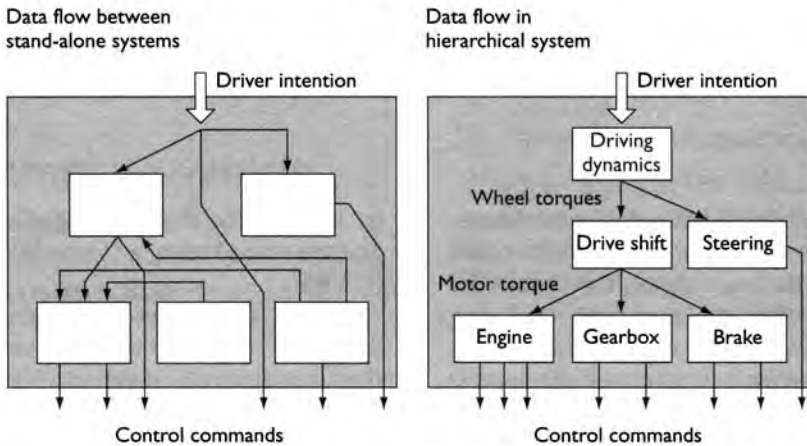 Data flow between
stand-alone systems
Driver intention
Control commands
Data flow in
hierarchical system
Driver intention
Driving
dynamics
Wheel torques
Drive shift
Steering
Motor torque
Engine
Gearbox
Brake
Control commands